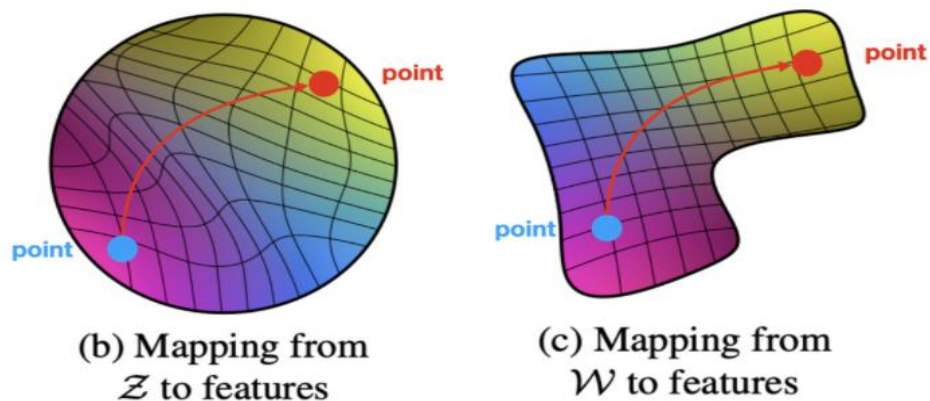 point
point
point
point
(b) Mapping from
𝒵 to features
(c) Mapping from
𝒲 to features